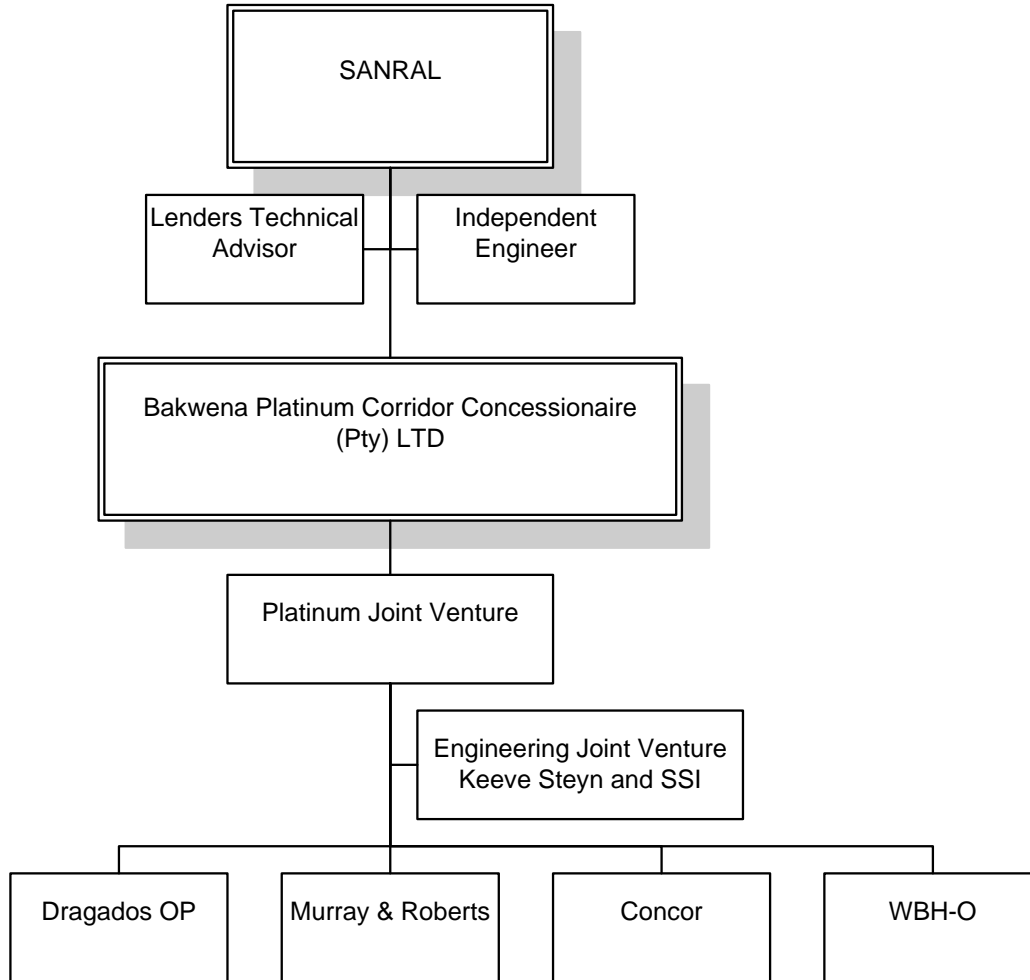 SANRAL
Lenders Technical
Advisor
Independent
Engineer
Bakwena Platinum Corridor Concessionaire
(Pty) LTD
Platinum Joint Venture
Engineering Joint Venture
Keeve Steyn and SSI
Dragados OP
Murray & Roberts
Concor
WBH-O